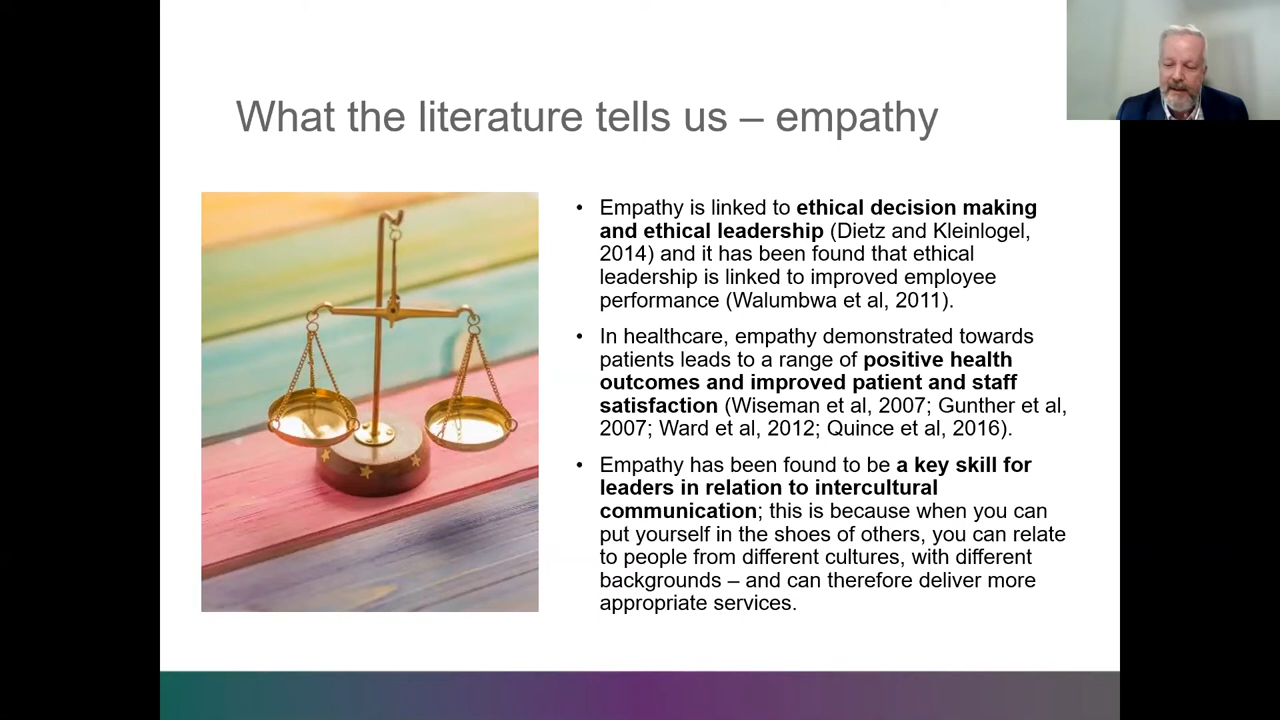 What the literature tells us – empathy
• Empathy is linked to ethical decision making
and ethical leadership (Dietz and Kleinlogel,
2014) and it has been found that ethical
leadership is linked to improved employee
performance (Walumbwa et al, 2011).
• In healthcare, empathy demonstrated towards
patients leads to a range of positive health
outcomes and improved patient and staff
satisfaction (Wiseman et al, 2007; Gunther et al,
2007; Ward et al, 2012; Quince et al, 2016).
• Empathy has been found to be a key skill for
leaders in relation to intercultural
communication; this is because when you can
put yourself in the shoes of others, you can relate
to people from different cultures, with different
backgrounds – and can therefore deliver more
appropriate services.